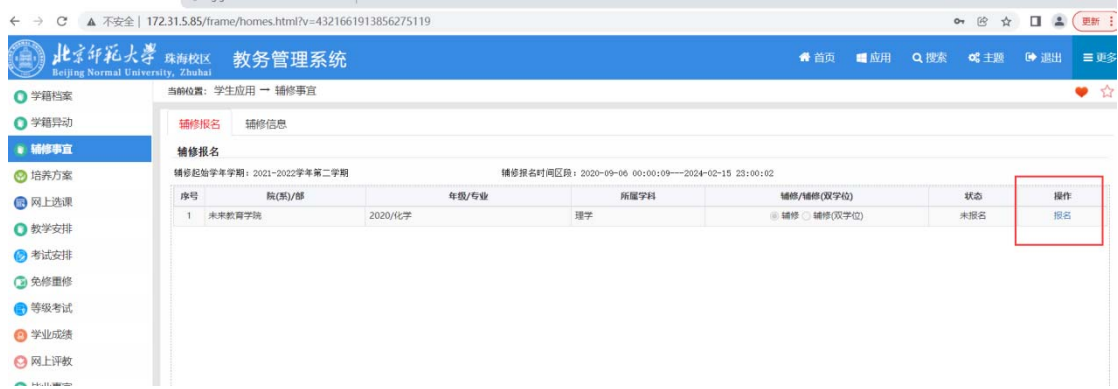 不安全 | 172.31.5.85/frame/homes.html?v=4321661913856275119
更新
北京师范大学 珠海校区 教务管理系统 首页 应用 搜索 主题 退出 更多
Beijing Normal University, Zhuhai
学籍档案
当前位置：学生应用 → 辅修事宜
学籍异动
辅修报名 辅修信息
辅修事宜
辅修报名
培养方案
辅修起始学年学期：2021-2022学年第二学期 辅修报名时间区段：2020-09-06 00:00:09---2024-02-15 23:00:02
网上选课
序号 院(系)/部 年级/专业 所属学科 辅修/辅修(双学位) 状态 操作
1 未来教育学院 2020/化学 理学 辅修 辅修(双学位) 未报名 报名
教学安排
考试安排
免修重修
等级考试
学业成绩
网上评教